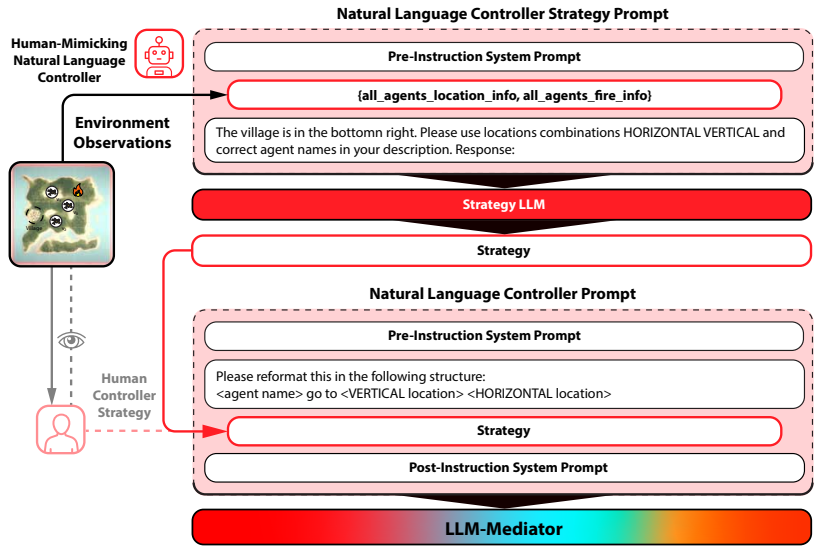 Natural Language Controller Strategy Prompt
Human-Mimicking
Natural Language
Controller
Pre-Instruction System Prompt
{all_agents_location_info, all_agents_fire_info}
Environment
Observations
The village is in the bottomn right. Please use locations combinations HORIZONTAL VERTICAL and
correct agent names in your description. Response:
Village
Strategy LLM
Strategy
Natural Language Controller Prompt
Pre-Instruction System Prompt
Please reformat this in the following structure:
<agent name> go to <VERTICAL location> <HORIZONTAL location>
Human
Controller
Strategy
Strategy
Post-Instruction System Prompt
LLM-Mediator